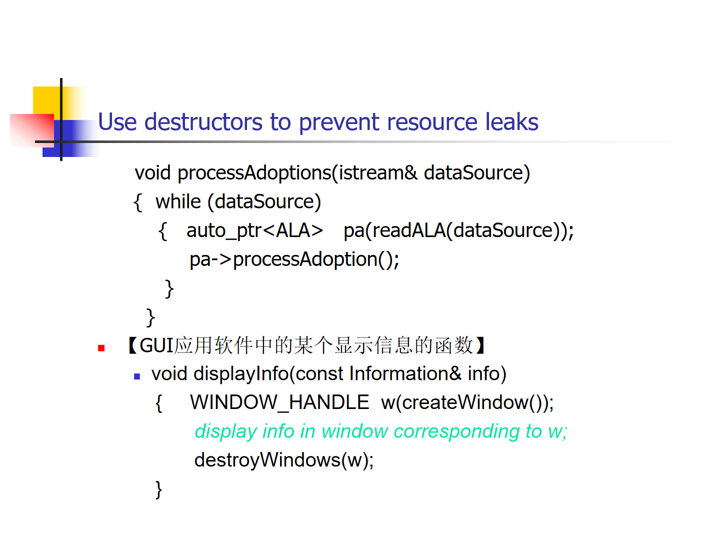 Use destructors to prevent resource leaks
void processAdoptions(istream& dataSource)
{ while (dataSource)
{ auto_ptr<ALA> pa(readALA(dataSource));
pa->processAdoption();
}
}
【GUI应用软件中的某个显示信息的函数】
void displayInfo(const Information& info)
{ WINDOW_HANDLE w(createWindow());
display info in window corresponding to w;
destroyWindows(w);
}